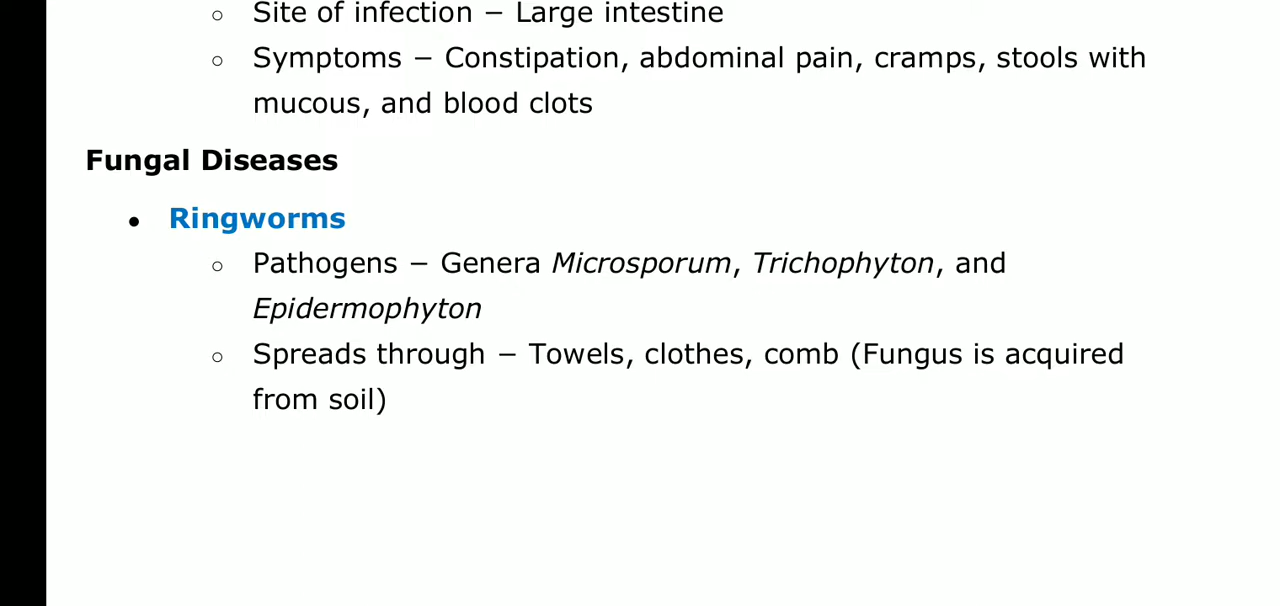 ○ Site of infection − Large intestine
○ Symptoms − Constipation, abdominal pain, cramps, stools with
mucous, and blood clots
Fungal Diseases
● Ringworms
○ Pathogens − Genera Microsporum, Trichophyton, and
Epidermophyton
○ Spreads through − Towels, clothes, comb (Fungus is acquired
from soil)